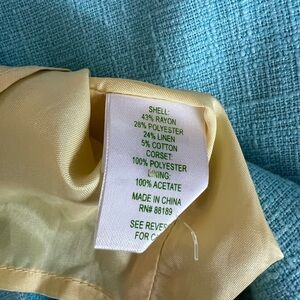 SHELL:
43% RAYON
28% POLYESTER
24% LINEN
5% COTTON
CORSET:
100% POLYESTER
LINING:
100% ACETATE
MADE IN CHINA
RN# 88189
SEE REVE
FOR C